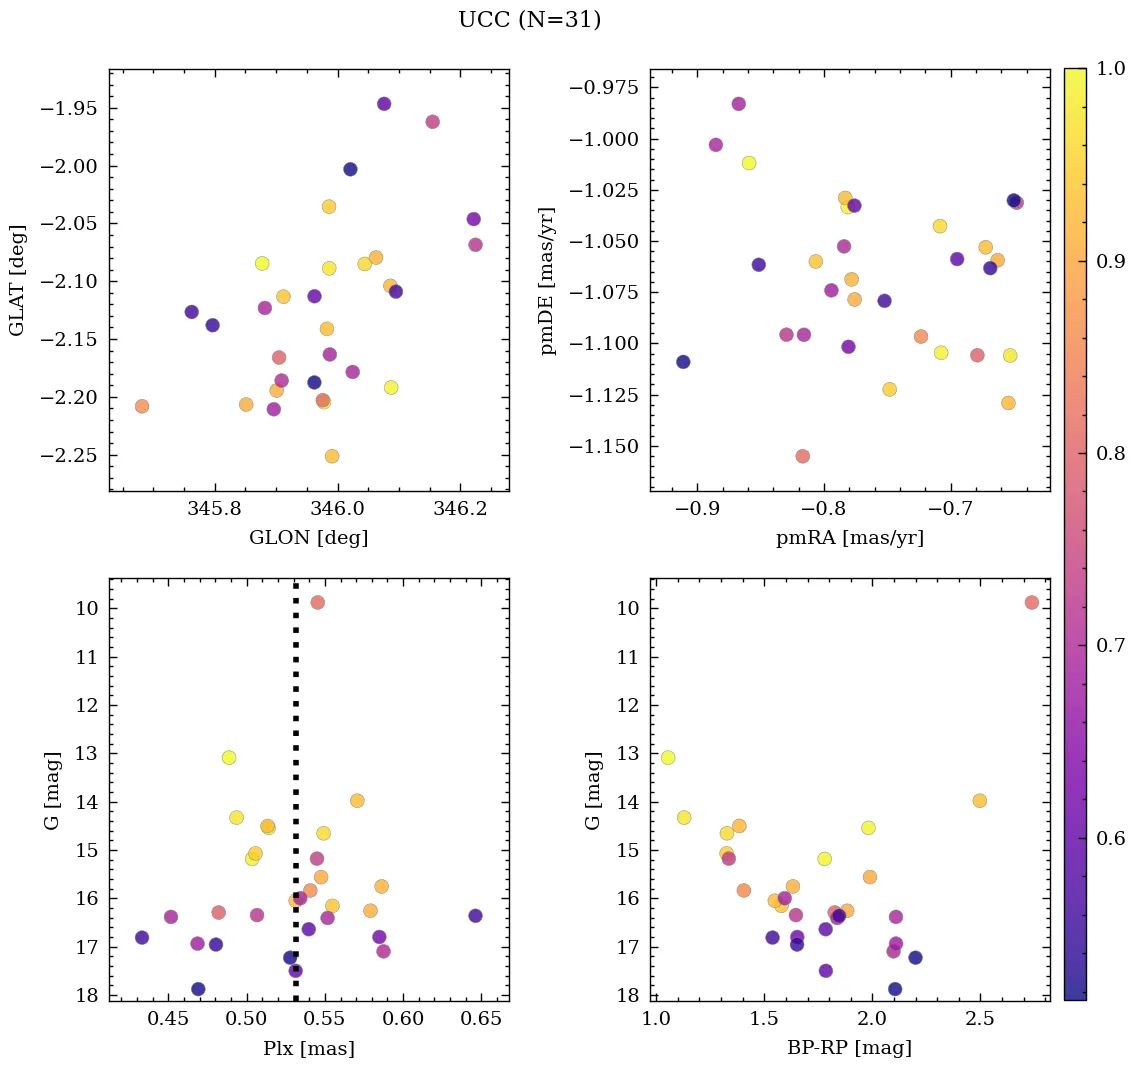 UCC (N=31)
−1.95
−2.00
−2.05
−2.10
−2.15
−2.20
−2.25
GLAT [deg]
345.8 346.0 346.2
GLON [deg]
−0.975
−1.000
−1.025
−1.050
−1.075
−1.100
−1.125
−1.150
pmDE [mas/yr]
−0.9 −0.8 −0.7
pmRA [mas/yr]
1.0
0.9
0.8
0.7
0.6
10
11
12
13
14
15
16
17
18
G [mag]
0.45 0.50 0.55 0.60 0.65
Plx [mas]
10
11
12
13
14
15
16
17
18
G [mag]
1.0 1.5 2.0 2.5
BP-RP [mag]